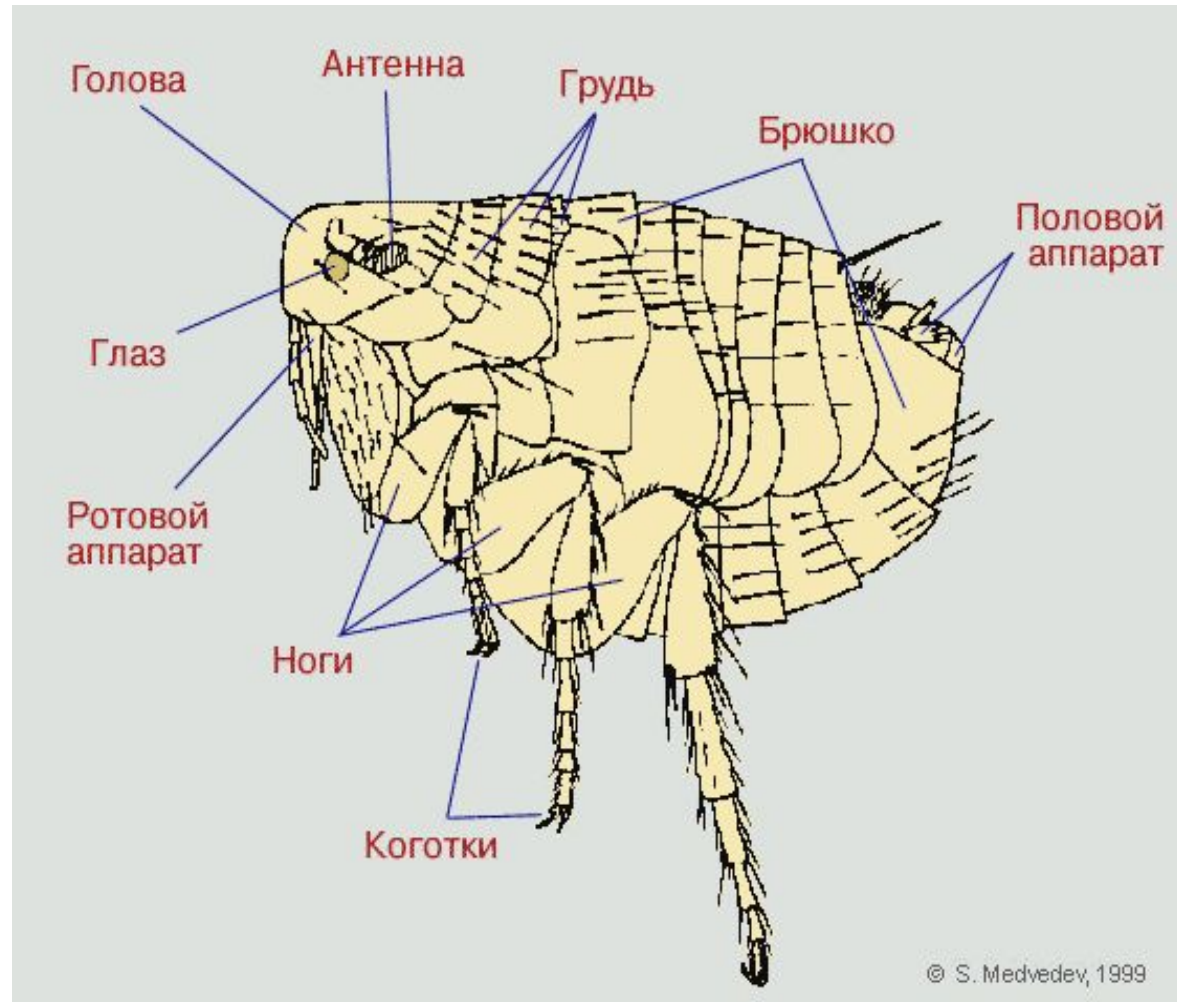 Антенна
Голова
Грудь
Брюшко
Половой
аппарат
Глаз
Ротовой
аппарат
Ноги
Коготки
© S. Medvedev, 1999